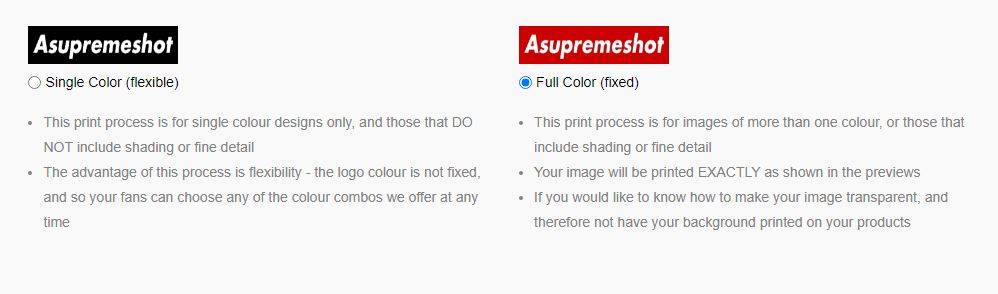 Asupremeshot
Single Color (flexible)
This print process is for single colour designs only, and those that DO
NOT include shading or fine detail
The advantage of this process is flexibility - the logo colour is not fixed,
and so your fans can choose any of the colour combos we offer at any
time
Asupremeshot
Full Color (fixed)
This print process is for images of more than one colour, or those that
include shading or fine detail
Your image will be printed EXACTLY as shown in the previews
If you would like to know how to make your image transparent, and
therefore not have your background printed on your products